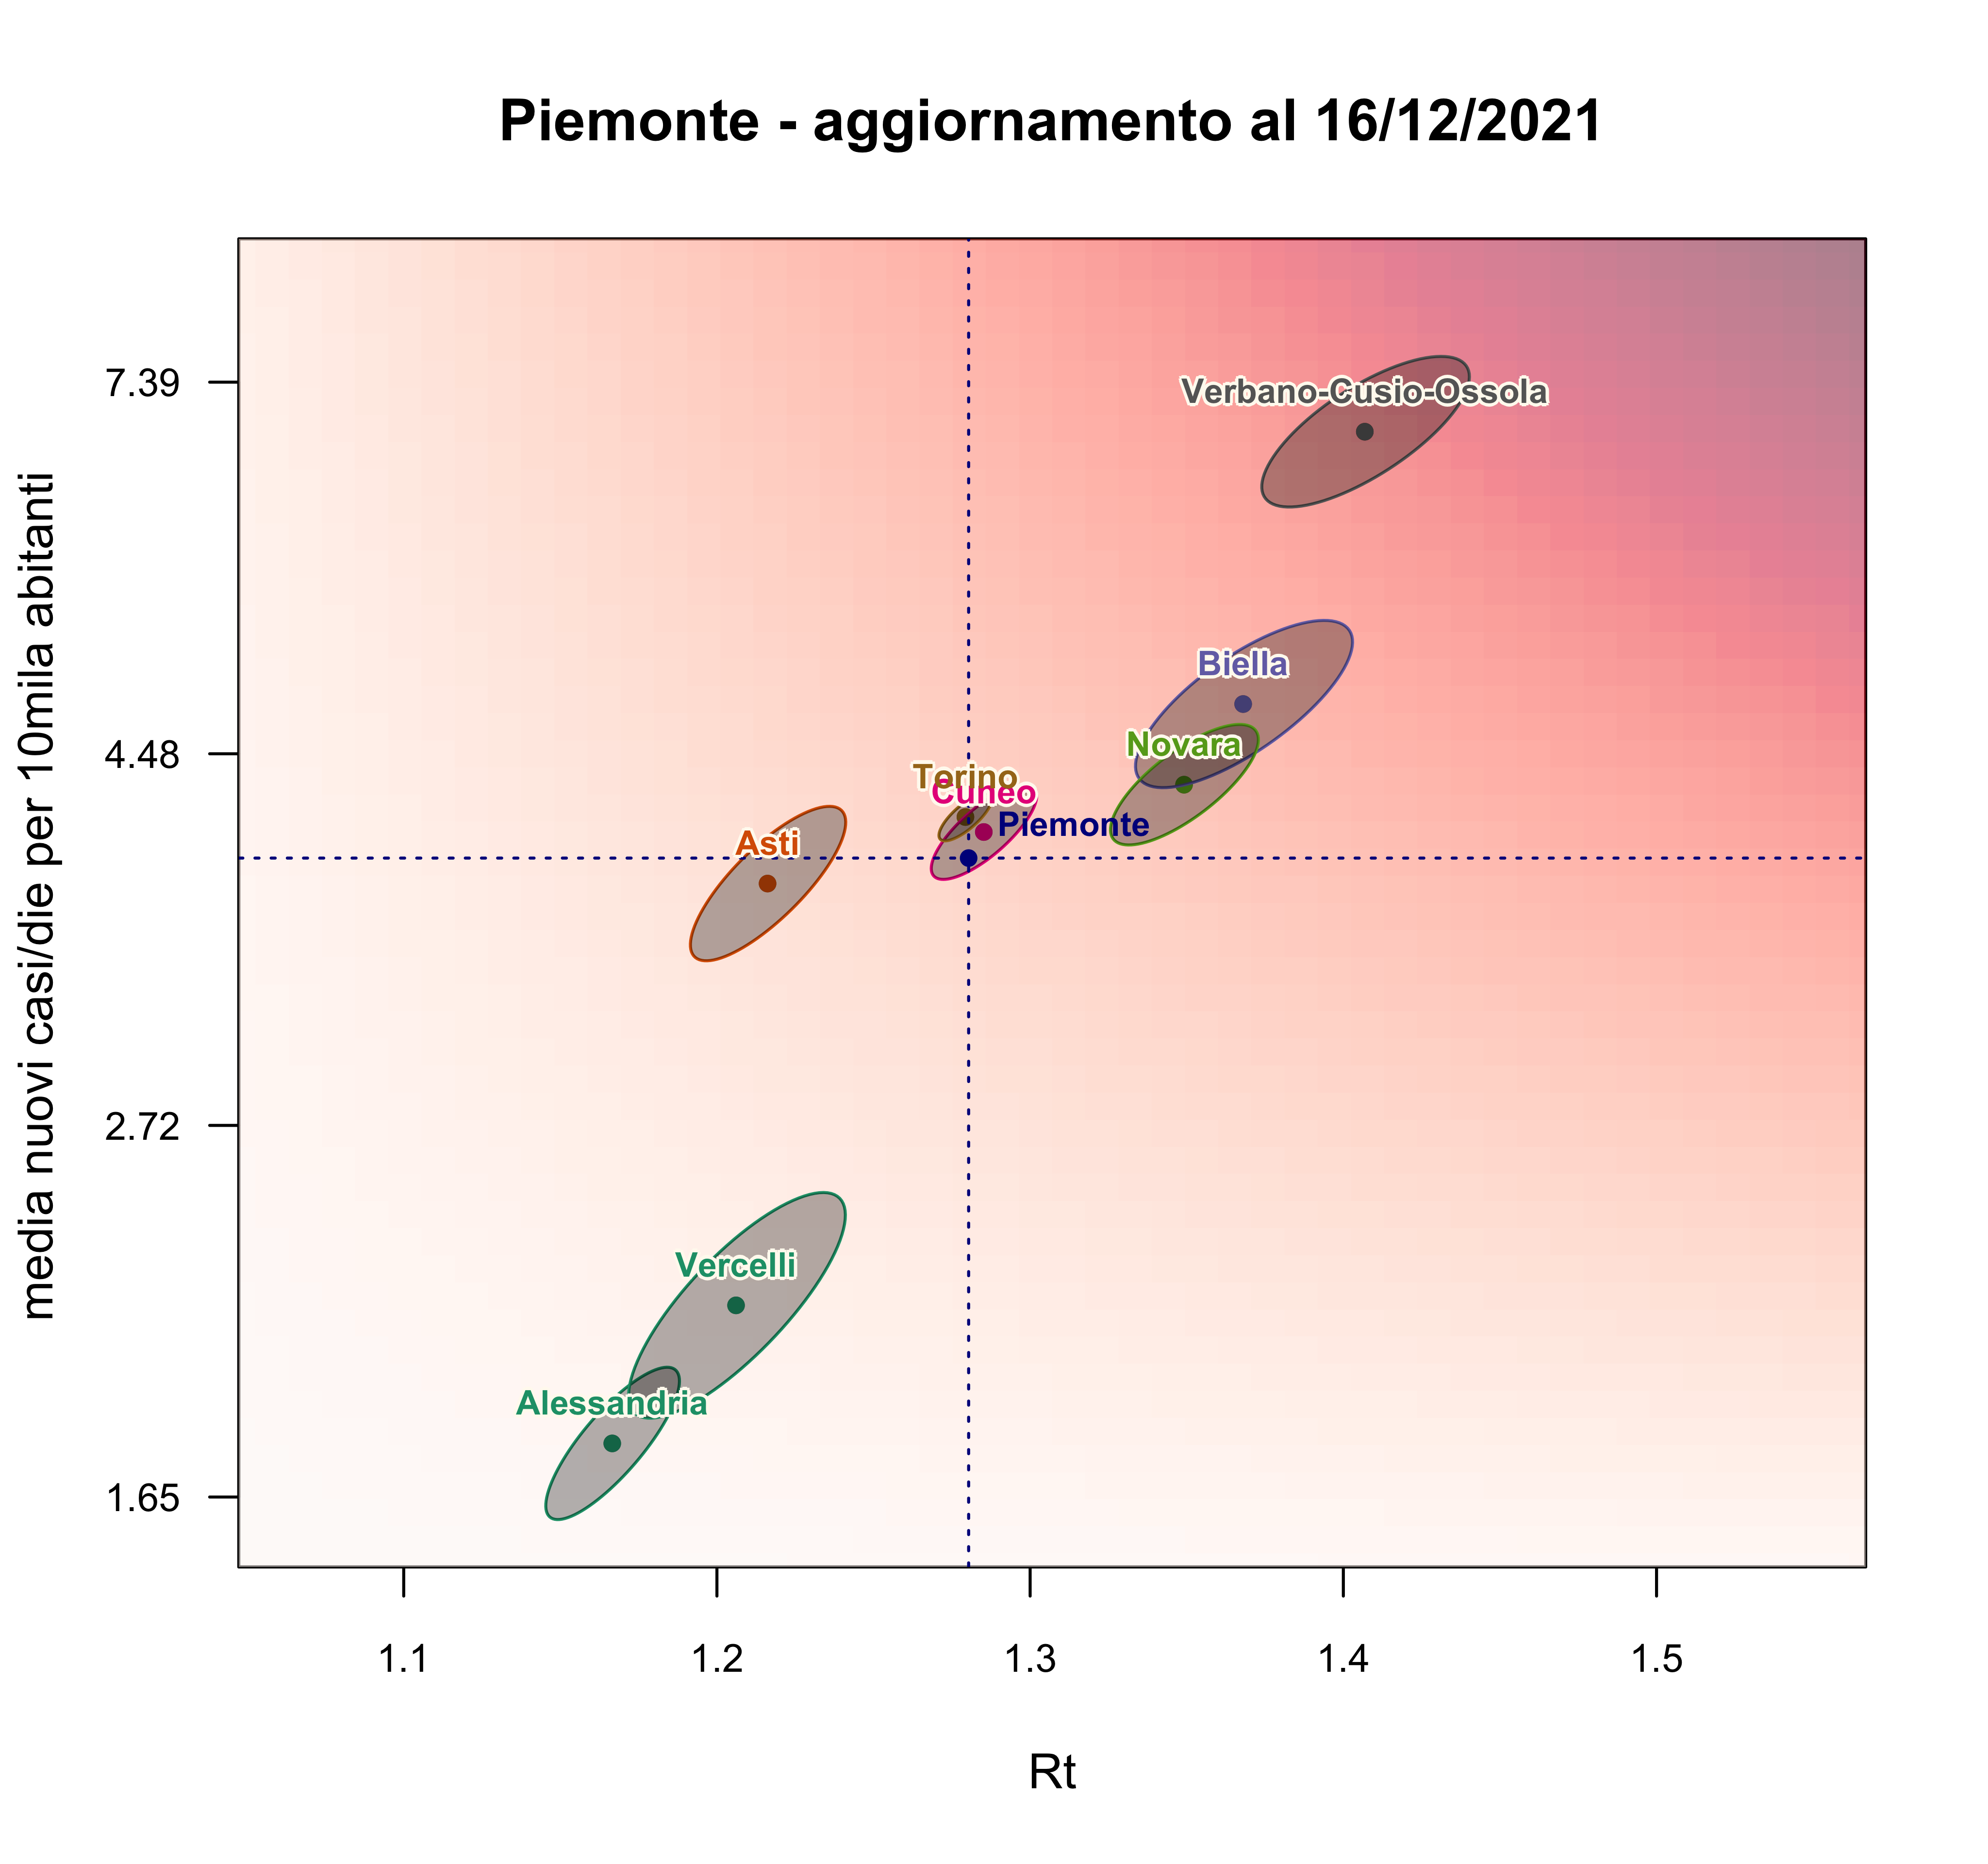 Piemonte - aggiornamento al 16/12/2021
media nuovi casi/die per 10mila abitanti
7.39
4.48
2.72
1.65
Verbano-Cusio-Ossola
Biella
Novara
Torino
Cuneo
Piemonte
Asti
Vercelli
Alessandria
1.1
1.2
1.3
1.4
1.5
Rt